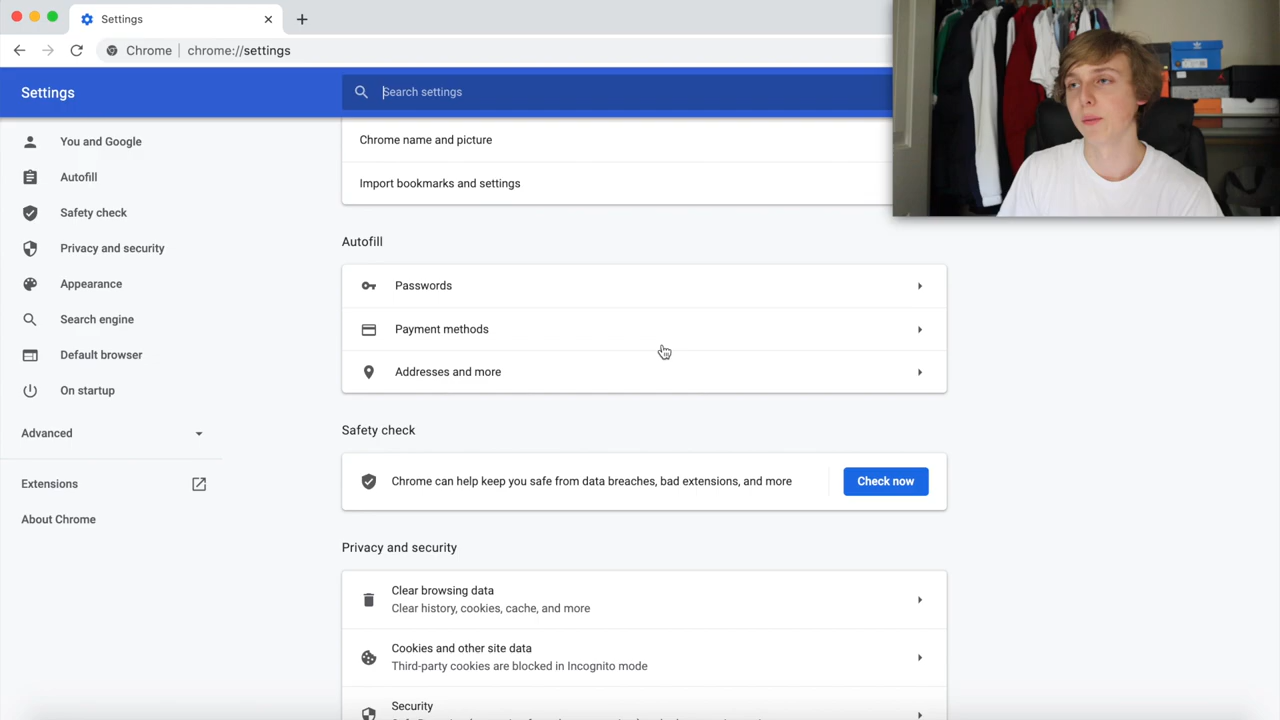 Settings
Chrome
chrome://settings
Settings
Search settings
You and Google
Autofill
Safety check
Privacy and security
Appearance
Search engine
Default browser
On startup
Advanced
Extensions
About Chrome
Chrome name and picture
Import bookmarks and settings
Autofill
Passwords
Payment methods
Addresses and more
Safety check
Chrome can help keep you safe from data breaches, bad extensions, and more
Check now
Privacy and security
Clear browsing data
Clear history, cookies, cache, and more
Cookies and other site data
Third-party cookies are blocked in Incognito mode
Security